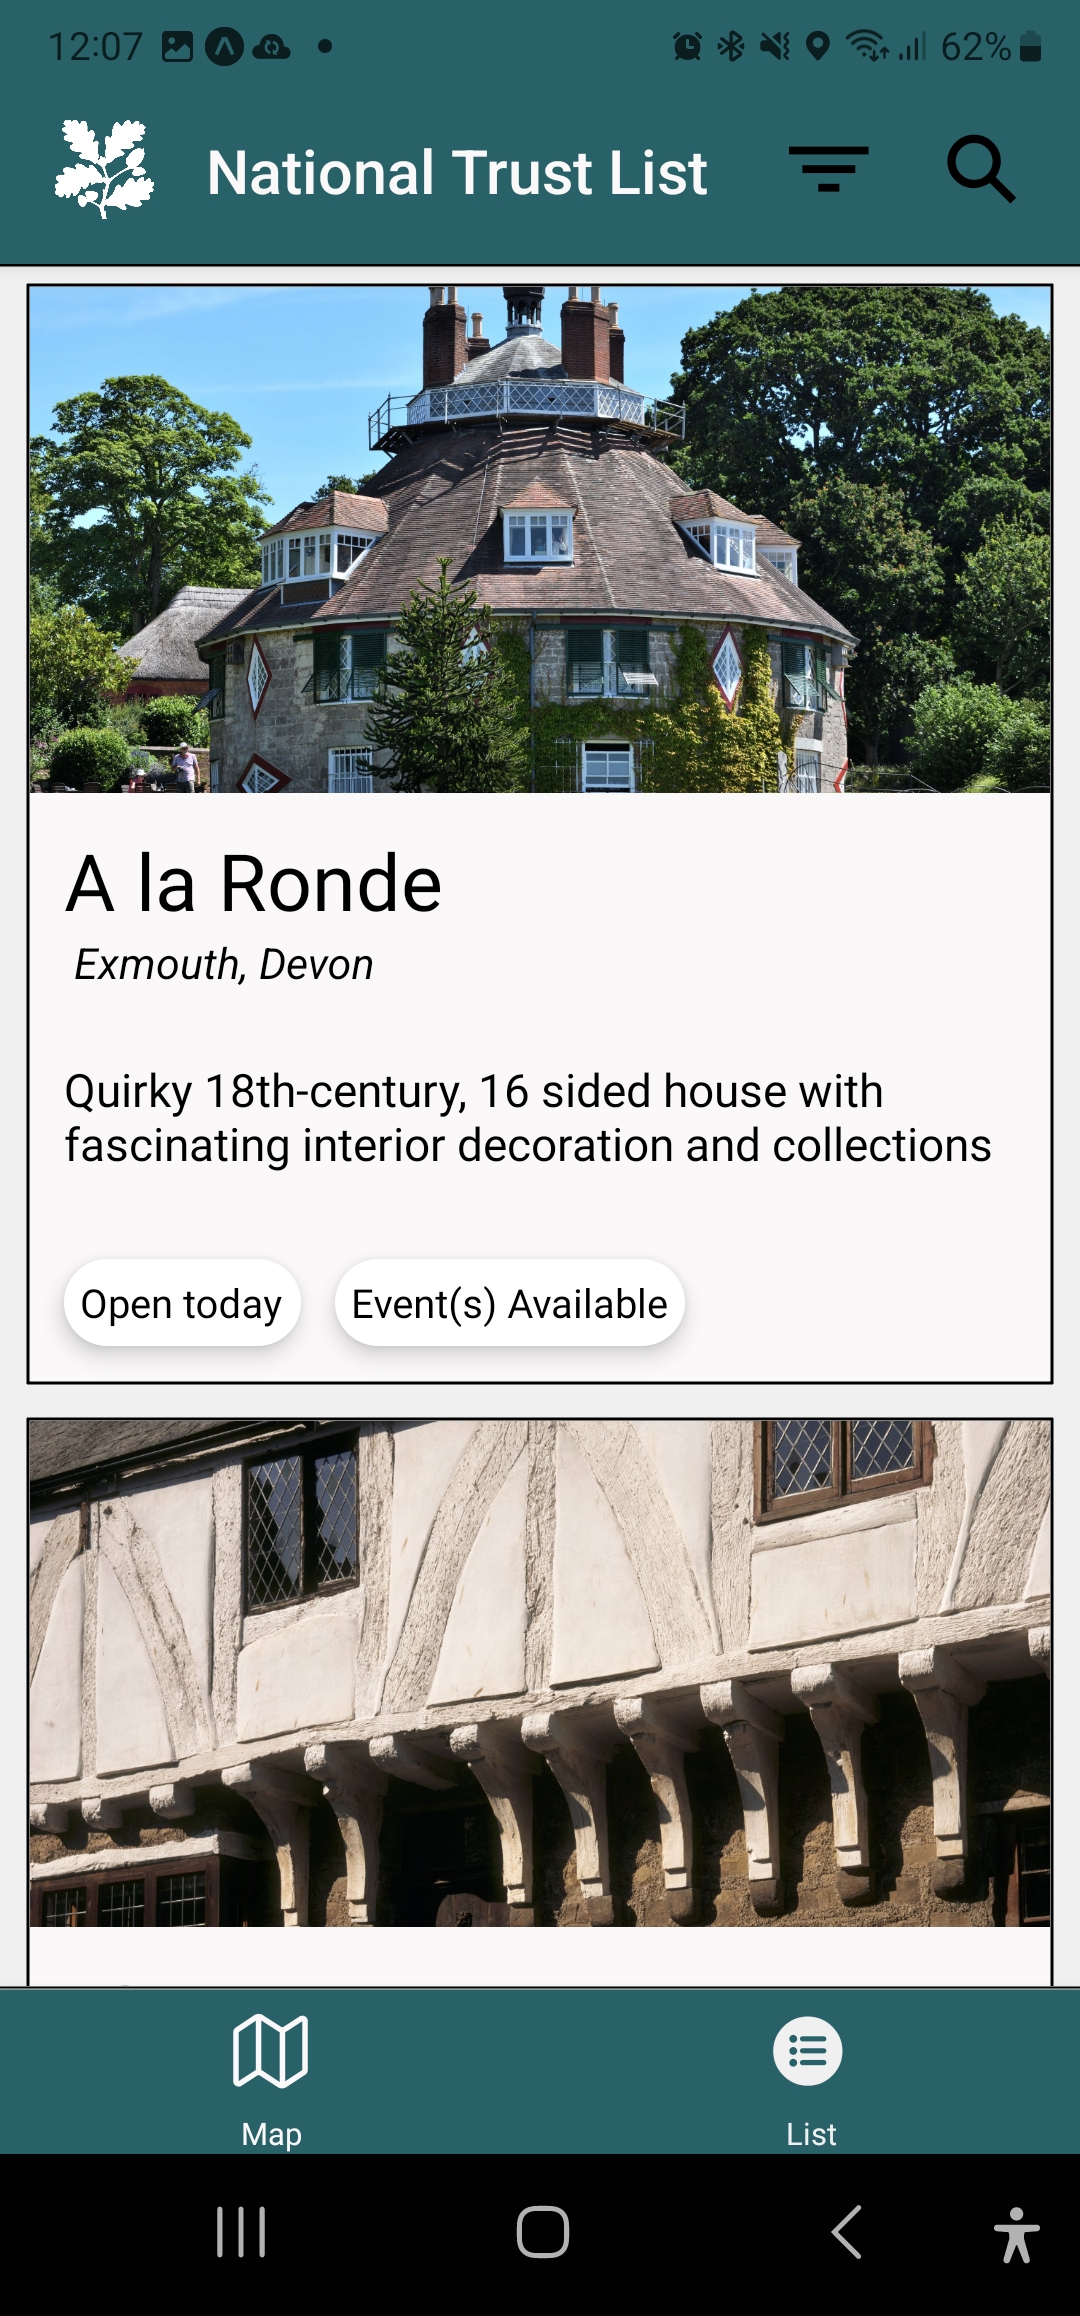 12:07
62%
National Trust List
A la Ronde
Exmouth, Devon
Quirky 18th-century, 16 sided house with
fascinating interior decoration and collections
Open today
Event(s) Available
Map
List